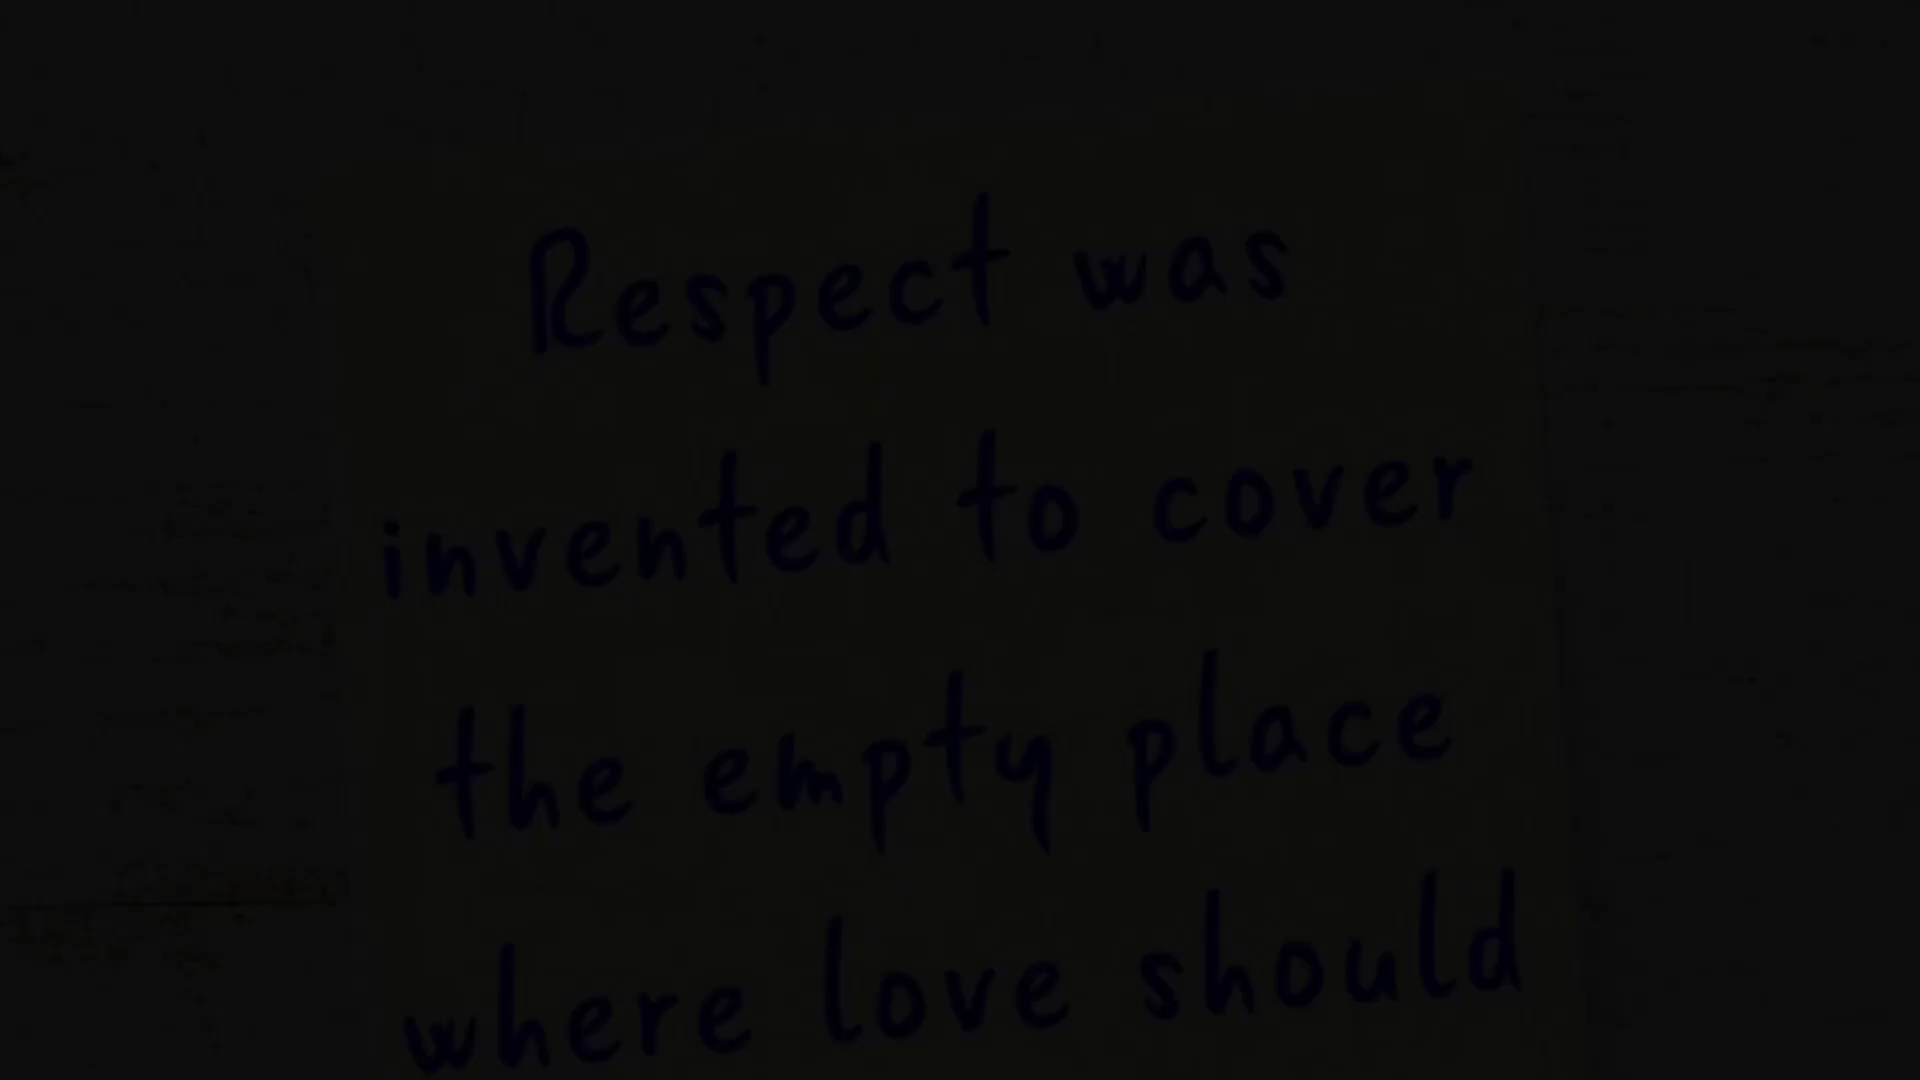 Respect was
invented to cover
the empty place
where love should